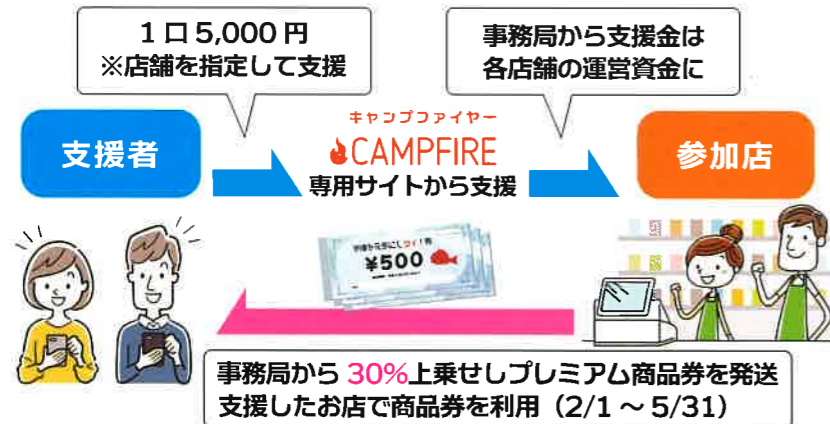 1口5,000円
※店舗を指定して支援
事務局から支援金は
各店舗の運営資金に
支援者
キャンプファイヤー
CAMPFIRE
専用サイトから支援
参加店
¥500
事務局から 30%上乗せしプレミアム商品券を発送
支援したお店で商品券を利用（2/1～5/31）